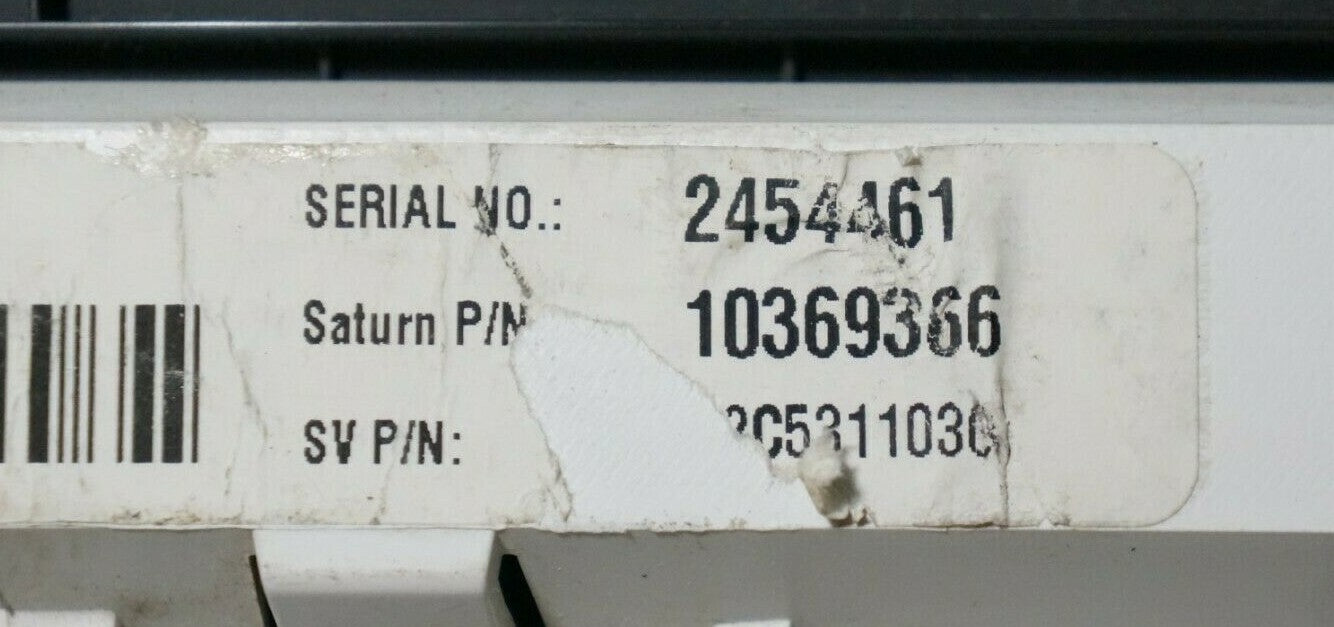 SERIAL NO.: 2454461
Saturn P/N 10369366
SV P/N: